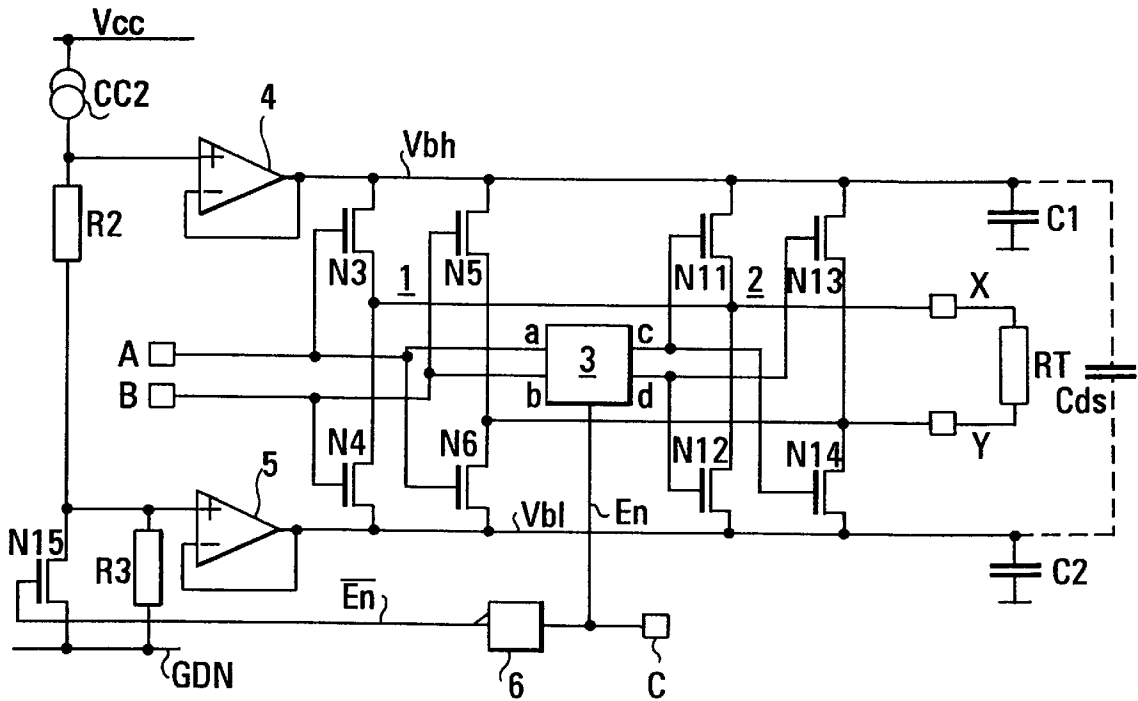 Vcc
CC2
4
+
−
Vbh
R2
C1
N3
1
N5
N11
2
N13
X
A
a
3
c
B
b
d
RT
Cds
Y
N4
N6
N12
N14
5
+
−
Vbl
En
N15
R3
C2
En
GDN
6
C